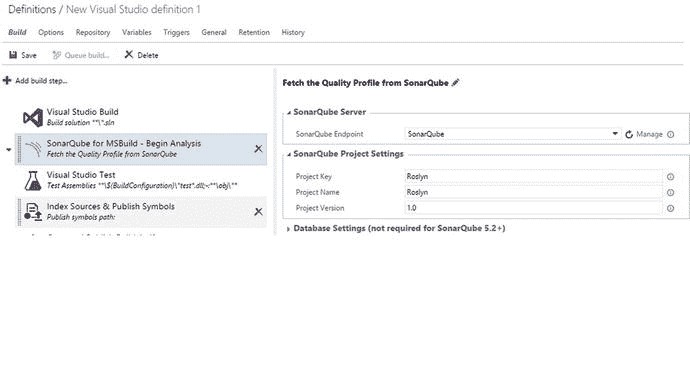 Definitions / New Visual Studio definition 1
Build Options Repository Variables Triggers General Retention History
Save Queue build... Delete
Add build step...
Visual Studio Build
Build solution **\*.sln
SonarQube for MSBuild - Begin Analysis
Fetch the Quality Profile from SonarQube
Visual Studio Test
Test Assemblies **\$(BuildConfiguration)\*test*.dll;-:**\obj\**
Index Sources & Publish Symbols
Publish symbols path:
Fetch the Quality Profile from SonarQube
SonarQube Server
SonarQube Endpoint SonarQube Manage
SonarQube Project Settings
Project Key Roslyn
Project Name Roslyn
Project Version 1.0
Database Settings (not required for SonarQube 5.2+)